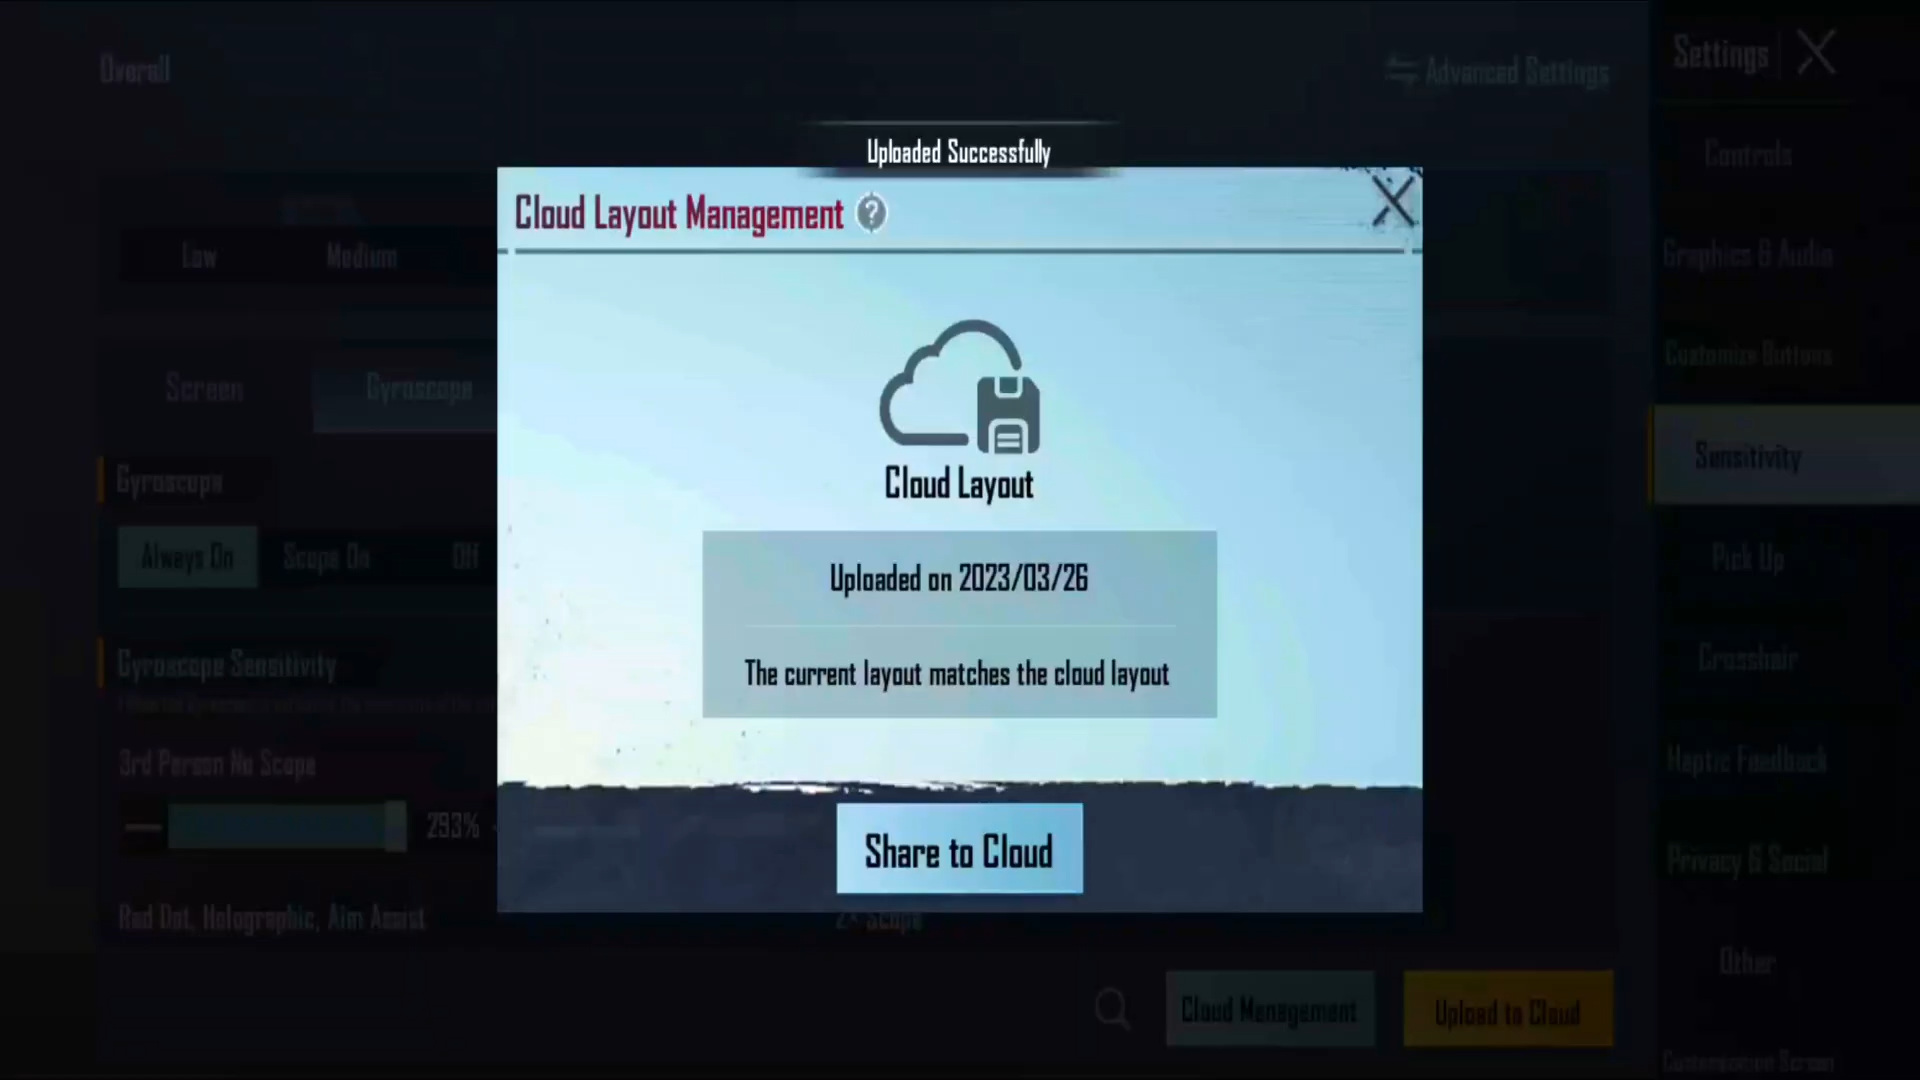 Overall
Advanced Settings
Settings
Uploaded Successfully
Controls
Cloud Layout Management ?
Low
Medium
Graphics & Audio
Customize Buttons
Screen
Gyroscope
Sensitivity
Cloud Layout
Gyroscope
Always On
Scope On
Off
Pick Up
Uploaded on 2023/03/26
Gyroscope Sensitivity
Crosshair
The current layout matches the cloud layout
3rd Person No Scope
Haptic Feedback
293%
Share to Cloud
Privacy & Social
Red Dot, Holographic, Aim Assist
2× Scope
Other
Cloud Management
Upload to Cloud